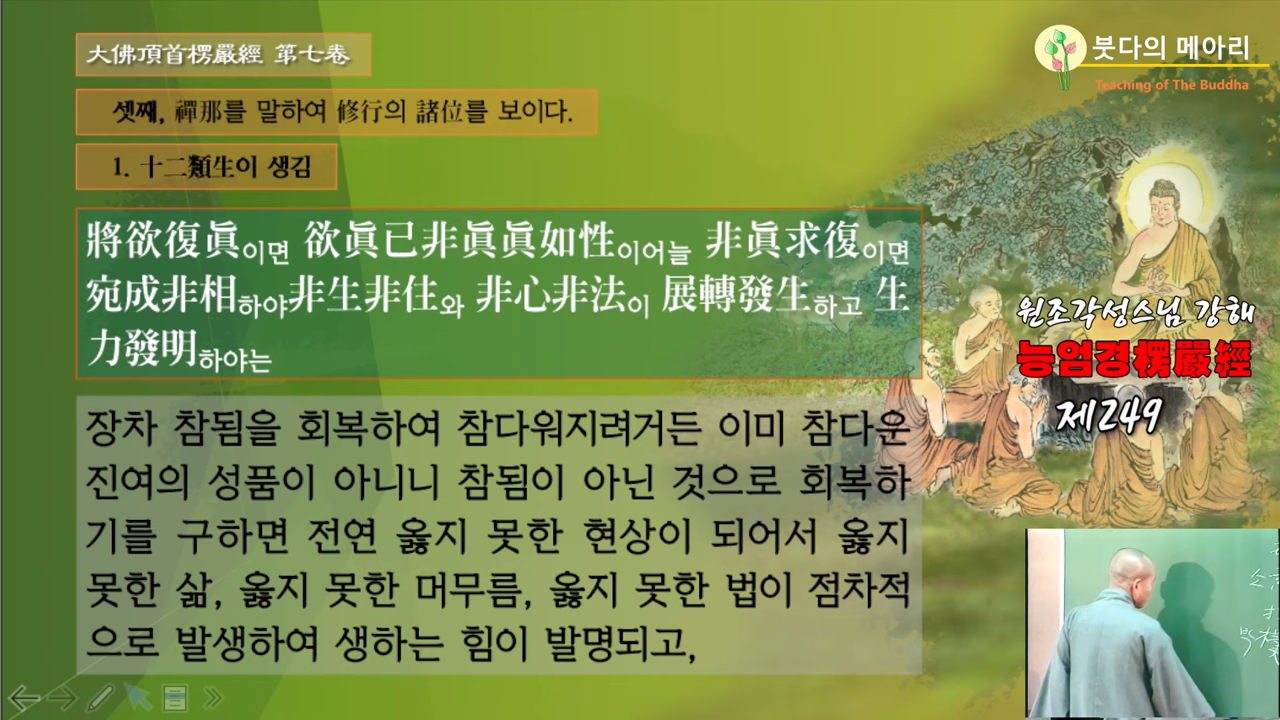 大佛頂首楞嚴經 第七卷
셋째, 禪那를 말하여 修行의 諸位를 보이다.
1. 十二類生이 생김
將欲復眞이면 欲眞已非眞眞如性이어늘 非眞求復이면
宛成非相하야非生非住와 非心非法이 展轉發生하고 生
力發明하야는
장차 참됨을 회복하여 참다워지려거든 이미 참다운
진여의 성품이 아니니 참됨이 아닌 것으로 회복하
기를 구하면 전연 옳지 못한 현상이 되어서 옳지
못한 삶, 옳지 못한 머무름, 옳지 못한 법이 점차적
으로 발생하여 생하는 힘이 발명되고,
붓다의 메아리
Teaching of The Buddha
원조각성스님 강해
능엄경楞嚴經
제249